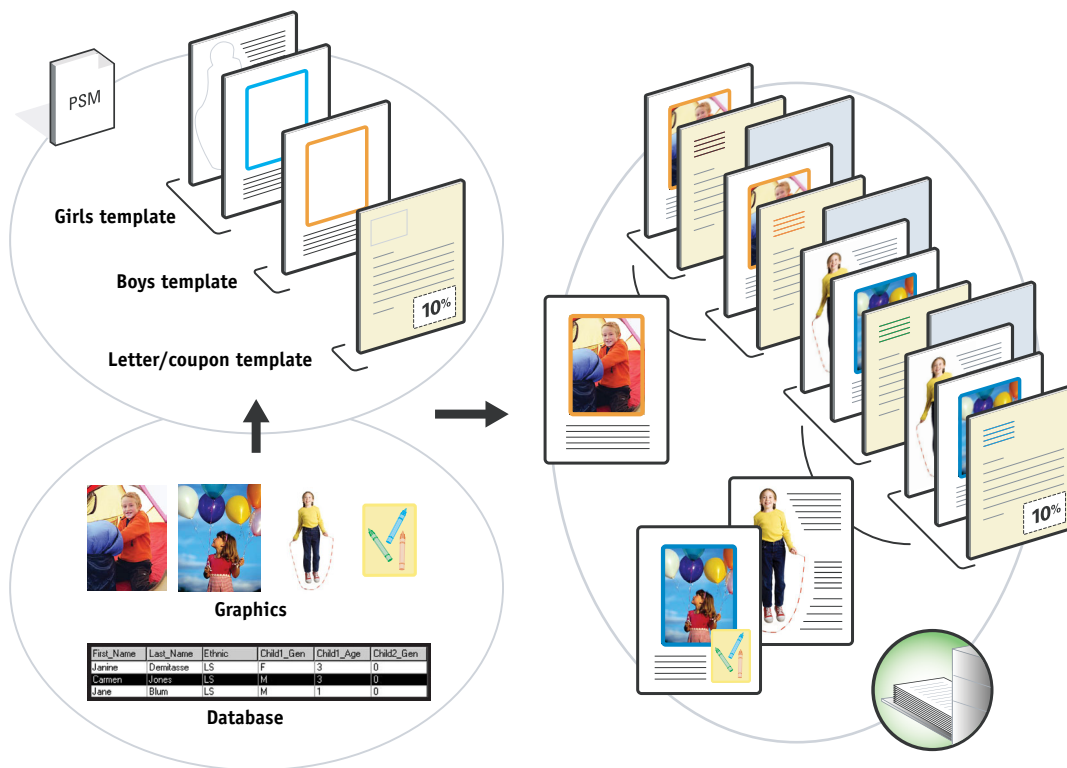 PSM
Girls template
Boys template
10%
Letter/coupon template
Graphics
First_Name Last_Name Ethnic Child1_Gen Child1_Age Child2_Gen
Janine Demitasse LS F 3 0
Carmen Jones LS M 3 0
Jane Blum LS M 1 0
Database
10%